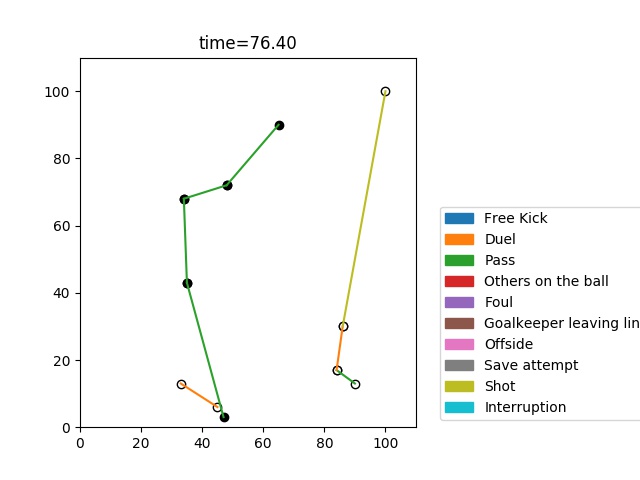 time=76.40
100
80
60
40
20
0
0 20 40 60 80 100
Free Kick
Duel
Pass
Others on the ball
Foul
Goalkeeper leaving lin
Offside
Save attempt
Shot
Interruption